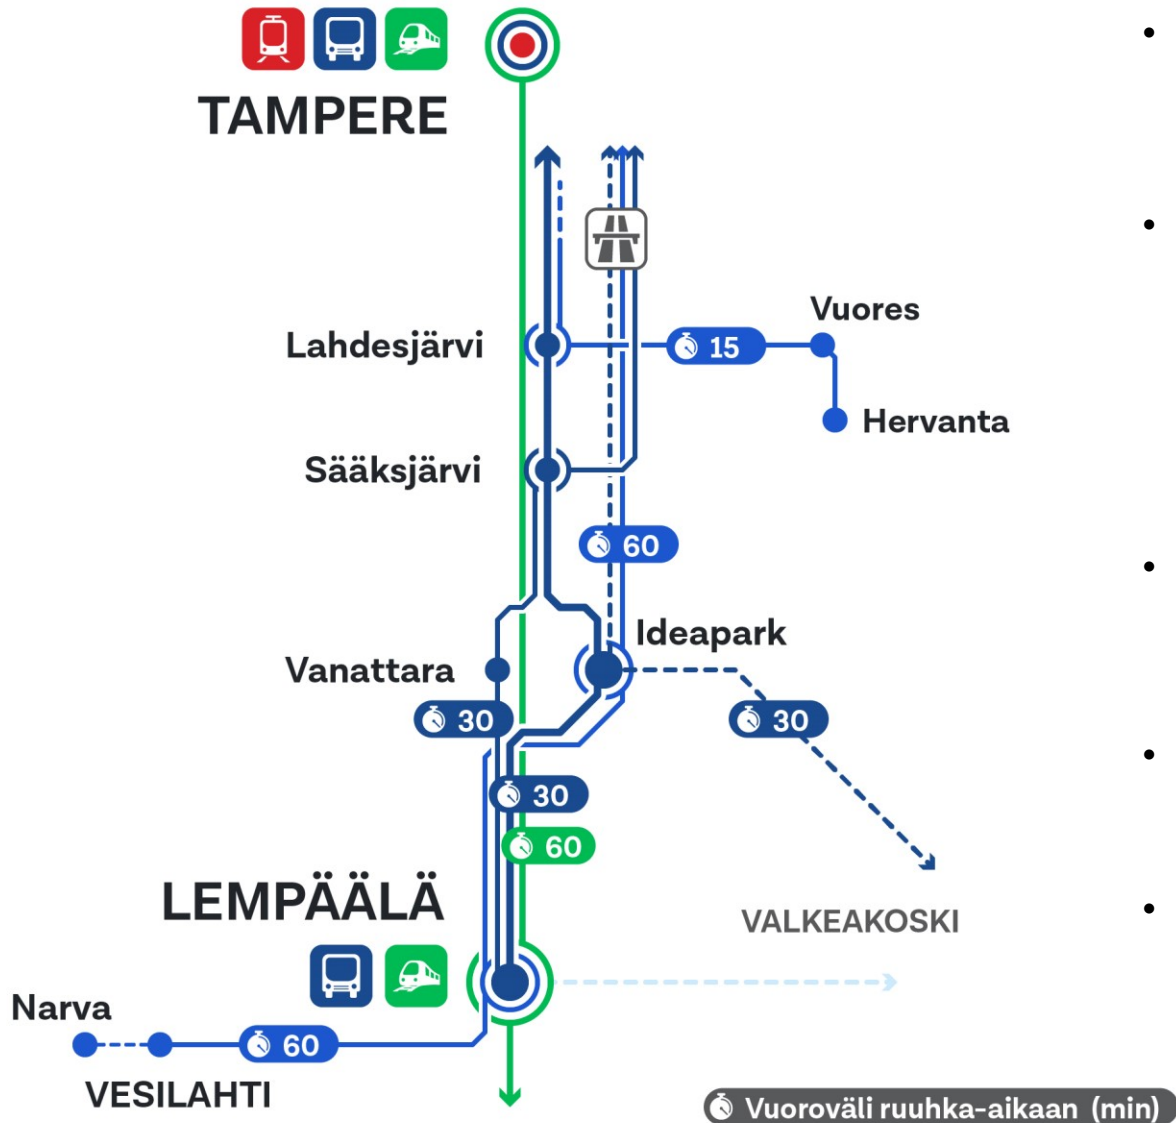 TAMPERE
Vuores
Lahdesjärvi
15
Hervanta
Sääksjärvi
60
Ideapark
Vanattara
30
30
30
60
LEMPÄÄLÄ
VALKEAKOSKI
Narva
60
VESILAHTI
Vuoroväli ruuhka-aikaan (min)